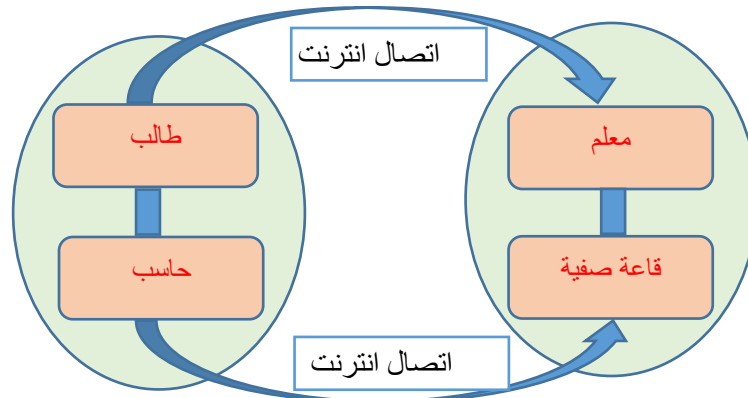 اتصال انترنت
معلم
طالب
قاعة صفية
حاسب
اتصال انترنت